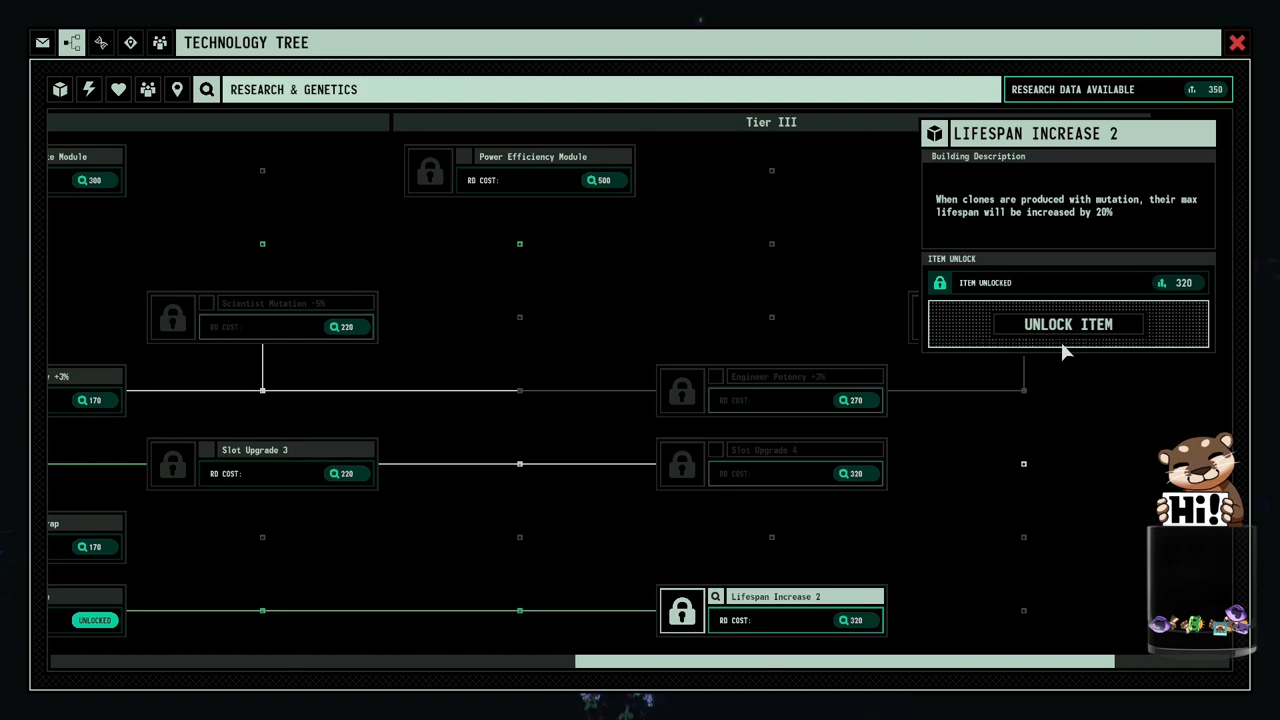 TECHNOLOGY TREE
RESEARCH & GENETICS
RESEARCH DATA AVAILABLE 350
Tier III
Module
300
Power Efficiency Module
RD COST: 500
LIFESPAN INCREASE 2
Building Description
When clones are produced with mutation, their max
lifespan will be increased by 20%
ITEM UNLOCK
ITEM UNLOCKED 320
UNLOCK ITEM
Scientist Mutation -5%
RD COST: 220
+3%
170
Engineer Potency +3%
RD COST: 270
Slot Upgrade 3
RD COST: 220
Slot Upgrade 4
RD COST: 320
170
UNLOCKED
Lifespan Increase 2
RD COST: 320
Hi!